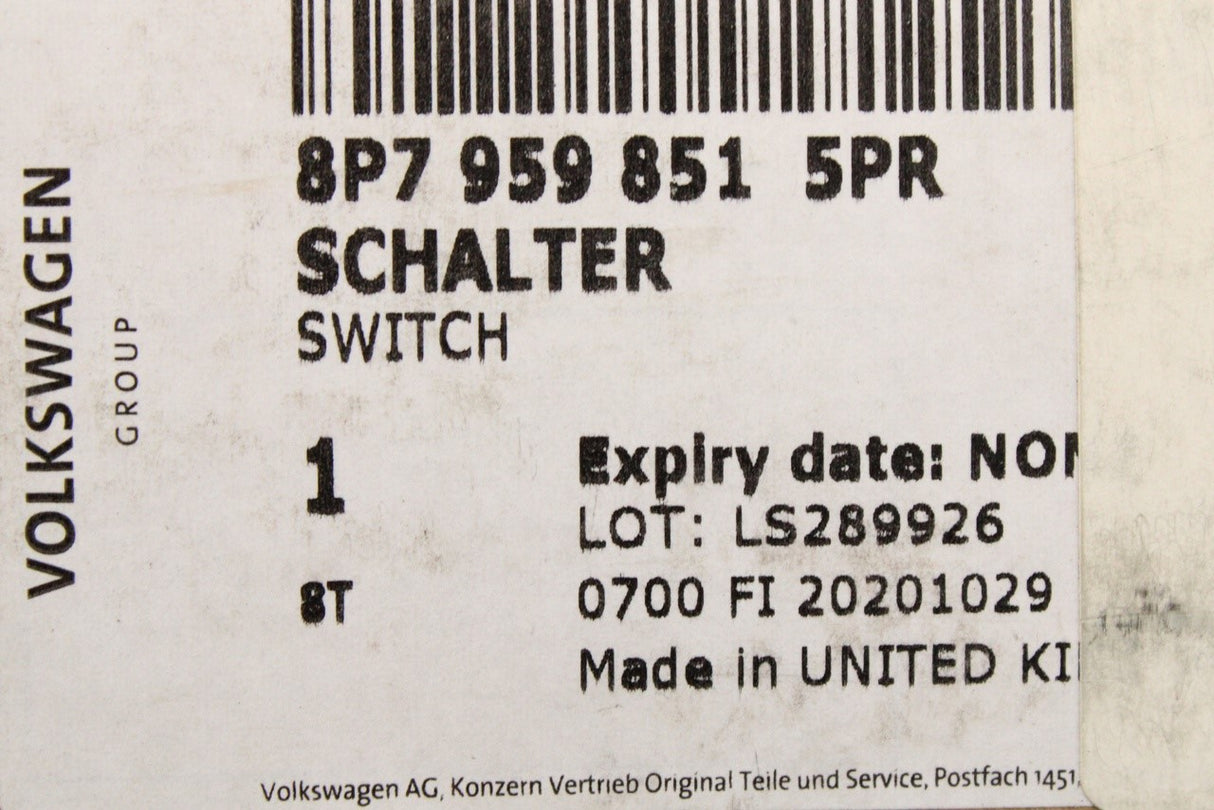 VOLKSWAGEN
GROUP
8P7 959 851 5PR
SCHALTER
SWITCH
1
Expiry date:
LOT: LS289926
8T
0700 FI 20201029
Made in UNITED
Volkswagen AG, Konzern Vertrieb Original Teile und Service, Postfach 1451,